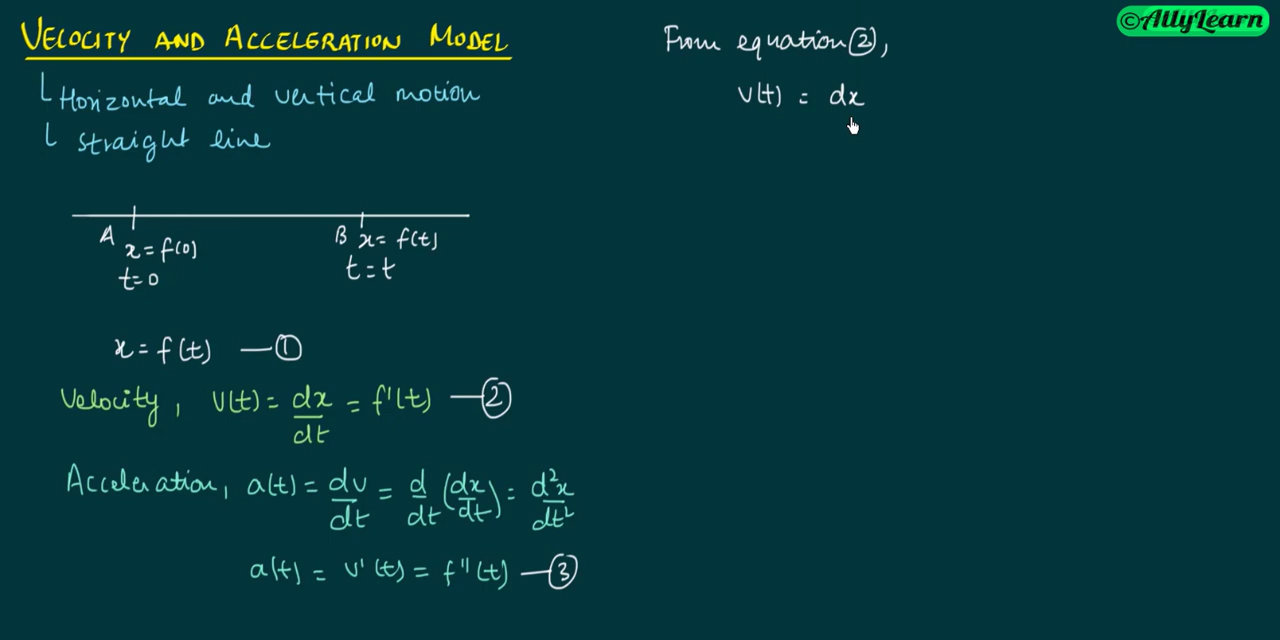 VELOCITY AND ACCELERATION MODEL
Horizontal and vertical motion
straight line
A x = f(0)
t=0
B x = f(t)
t = t
x = f(t) —①
Velocity, v(t) = dx/dt = f'(t) —②
Acceleration, a(t) = dv/dt = d/dt (dx/dt) = d²x/dt²
a(t) = v'(t) = f''(t) —③
From equation ②,
v(t) = dx
©AllyLearn